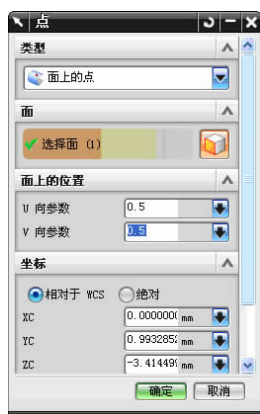 点
类型
面上的点
面
选择面 (1)
面上的位置
U 向参数 0.5
V 向参数 0.5
坐标
相对于 WCS 绝对
XC 0.000000 mm
YC 0.993285 mm
ZC -3.41449 mm
确定 取消